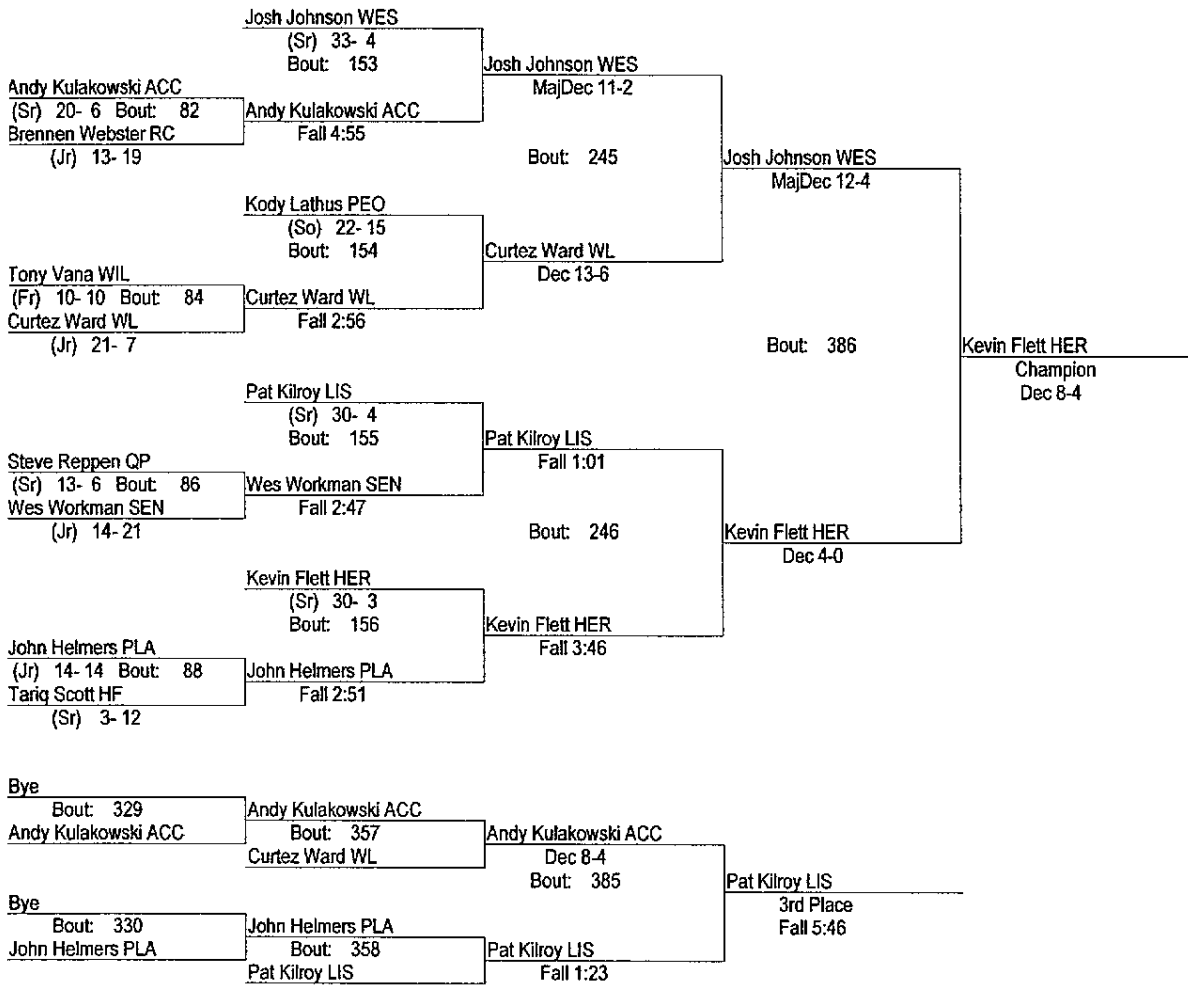 Josh Johnson WES
(Sr) 33- 4
Bout: 153
Josh Johnson WES
MajDec 11-2
Andy Kulakowski ACC
(Sr) 20- 6 Bout: 82
Andy Kulakowski ACC
Brennen Webster RC
Fall 4:55
(Jr) 13- 19
Bout: 245
Josh Johnson WES
MajDec 12-4
Kody Lathus PEO
(So) 22- 15
Bout: 154
Curtez Ward WL
Dec 13-6
Tony Vana WIL
(Fr) 10- 10 Bout: 84
Curtez Ward WL
Curtez Ward WL
Fall 2:56
(Jr) 21- 7
Bout: 386
Kevin Flett HER
Champion
Dec 8-4
Pat Kilroy LIS
(Sr) 30- 4
Bout: 155
Pat Kilroy LIS
Fall 1:01
Steve Reppen QP
(Sr) 13- 6 Bout: 86
Wes Workman SEN
Wes Workman SEN
Fall 2:47
(Jr) 14- 21
Bout: 246
Kevin Flett HER
Dec 4-0
Kevin Flett HER
(Sr) 30- 3
Bout: 156
Kevin Flett HER
Fall 3:46
John Helmers PLA
(Jr) 14- 14 Bout: 88
John Helmers PLA
Tariq Scott HF
Fall 2:51
(Sr) 3- 12
Bye
Bout: 329
Andy Kulakowski ACC
Andy Kulakowski ACC
Bout: 357
Curtez Ward WL
Andy Kulakowski ACC
Dec 8-4
Bout: 385
Pat Kilroy LIS
3rd Place
Fall 5:46
Bye
Bout: 330
John Helmers PLA
John Helmers PLA
Bout: 358
Pat Kilroy LIS
Pat Kilroy LIS
Fall 1:23